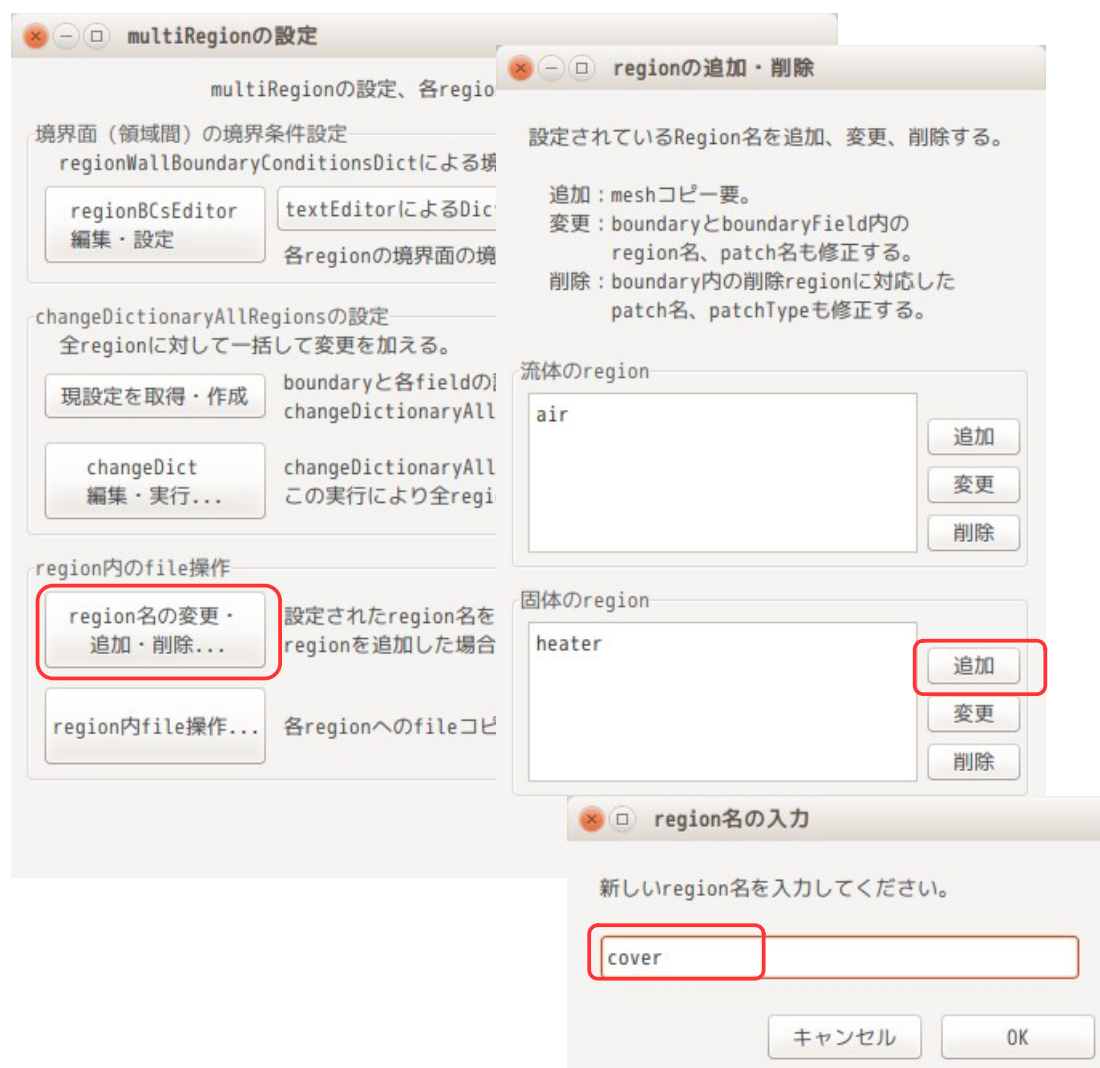 multiRegionの設定
multiRegionの設定、各regio
境界面（領域間）の境界条件設定
regionWallBoundaryConditionsDictによる境
regionBCsEditor
編集・設定
textEditorによるDic
各regionの境界面の境
changeDictionaryAllRegionsの設定
全regionに対して一括して変更を加える。
現設定を取得・作成
boundaryと各fieldの
changeDictionaryAll
changeDict
編集・実行...
changeDictionaryAll
この実行により全regi
region内のfile操作
region名の変更・
追加・削除...
設定されたregion名を
regionを追加した場合
region内file操作...
各regionへのfileコピ
regionの追加・削除
設定されているRegion名を追加、変更、削除する。
追加：meshコピー要。
変更：boundaryとboundaryField内の
region名、patch名も修正する。
削除：boundary内の削除regionに対応した
patch名、patchTypeも修正する。
流体のregion
air
追加
変更
削除
固体のregion
heater
追加
変更
削除
region名の入力
新しいregion名を入力してください。
cover
キャンセル
OK